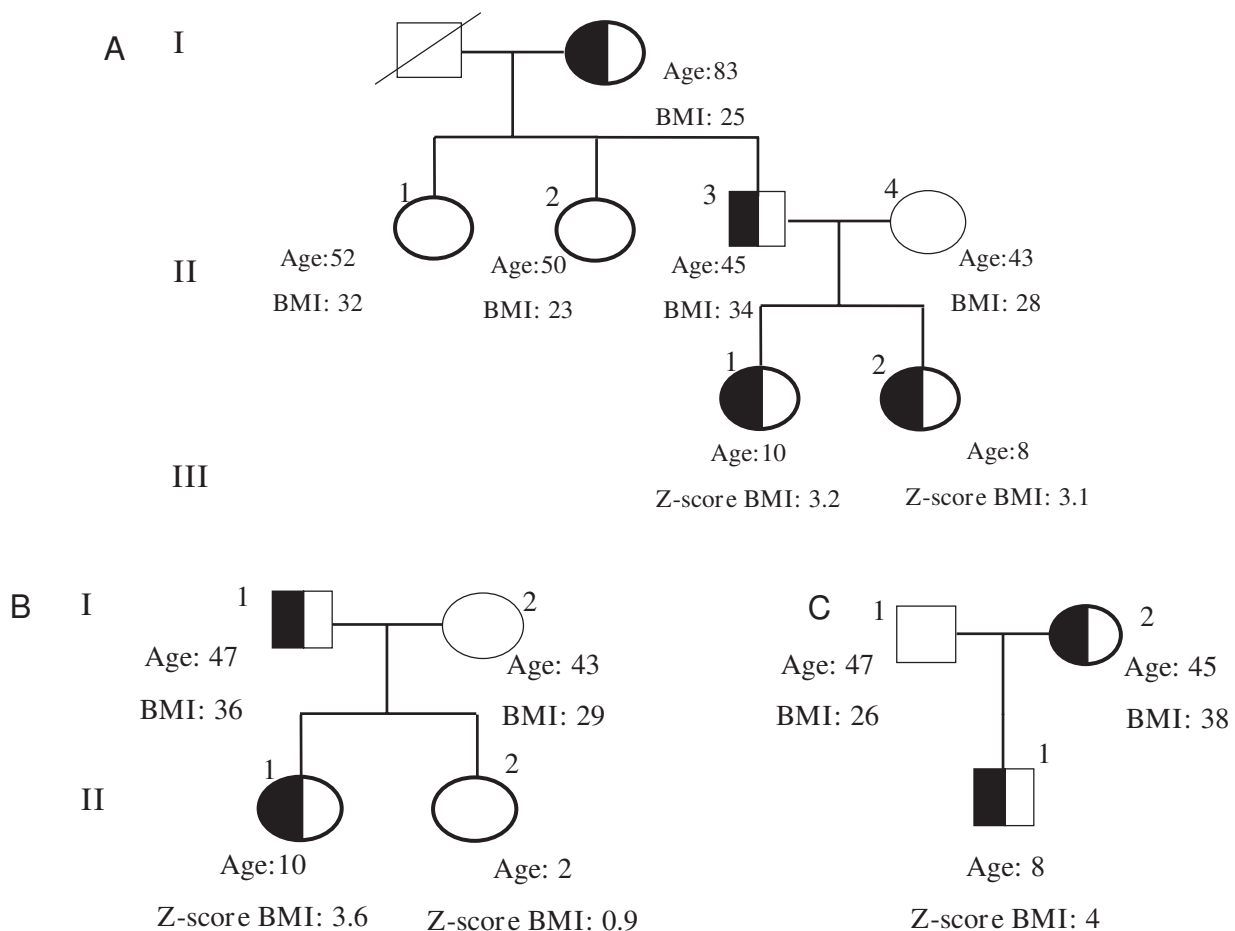 A I
Age:83
BMI: 25
1 2 3 4
II
Age:52 Age:50 Age:45 Age:43
BMI: 32 BMI: 23 BMI: 34 BMI: 28
1 2
III
Age:10 Age:8
Z-score BMI: 3.2 Z-score BMI: 3.1
B I 1 2
Age: 47 Age: 43
BMI: 36 BMI: 29
1 2
II
Age:10 Age: 2
Z-score BMI: 3.6 Z-score BMI: 0.9
C 1 2
Age: 47 Age: 45
BMI: 26 BMI: 38
1
Age: 8
Z-score BMI: 4